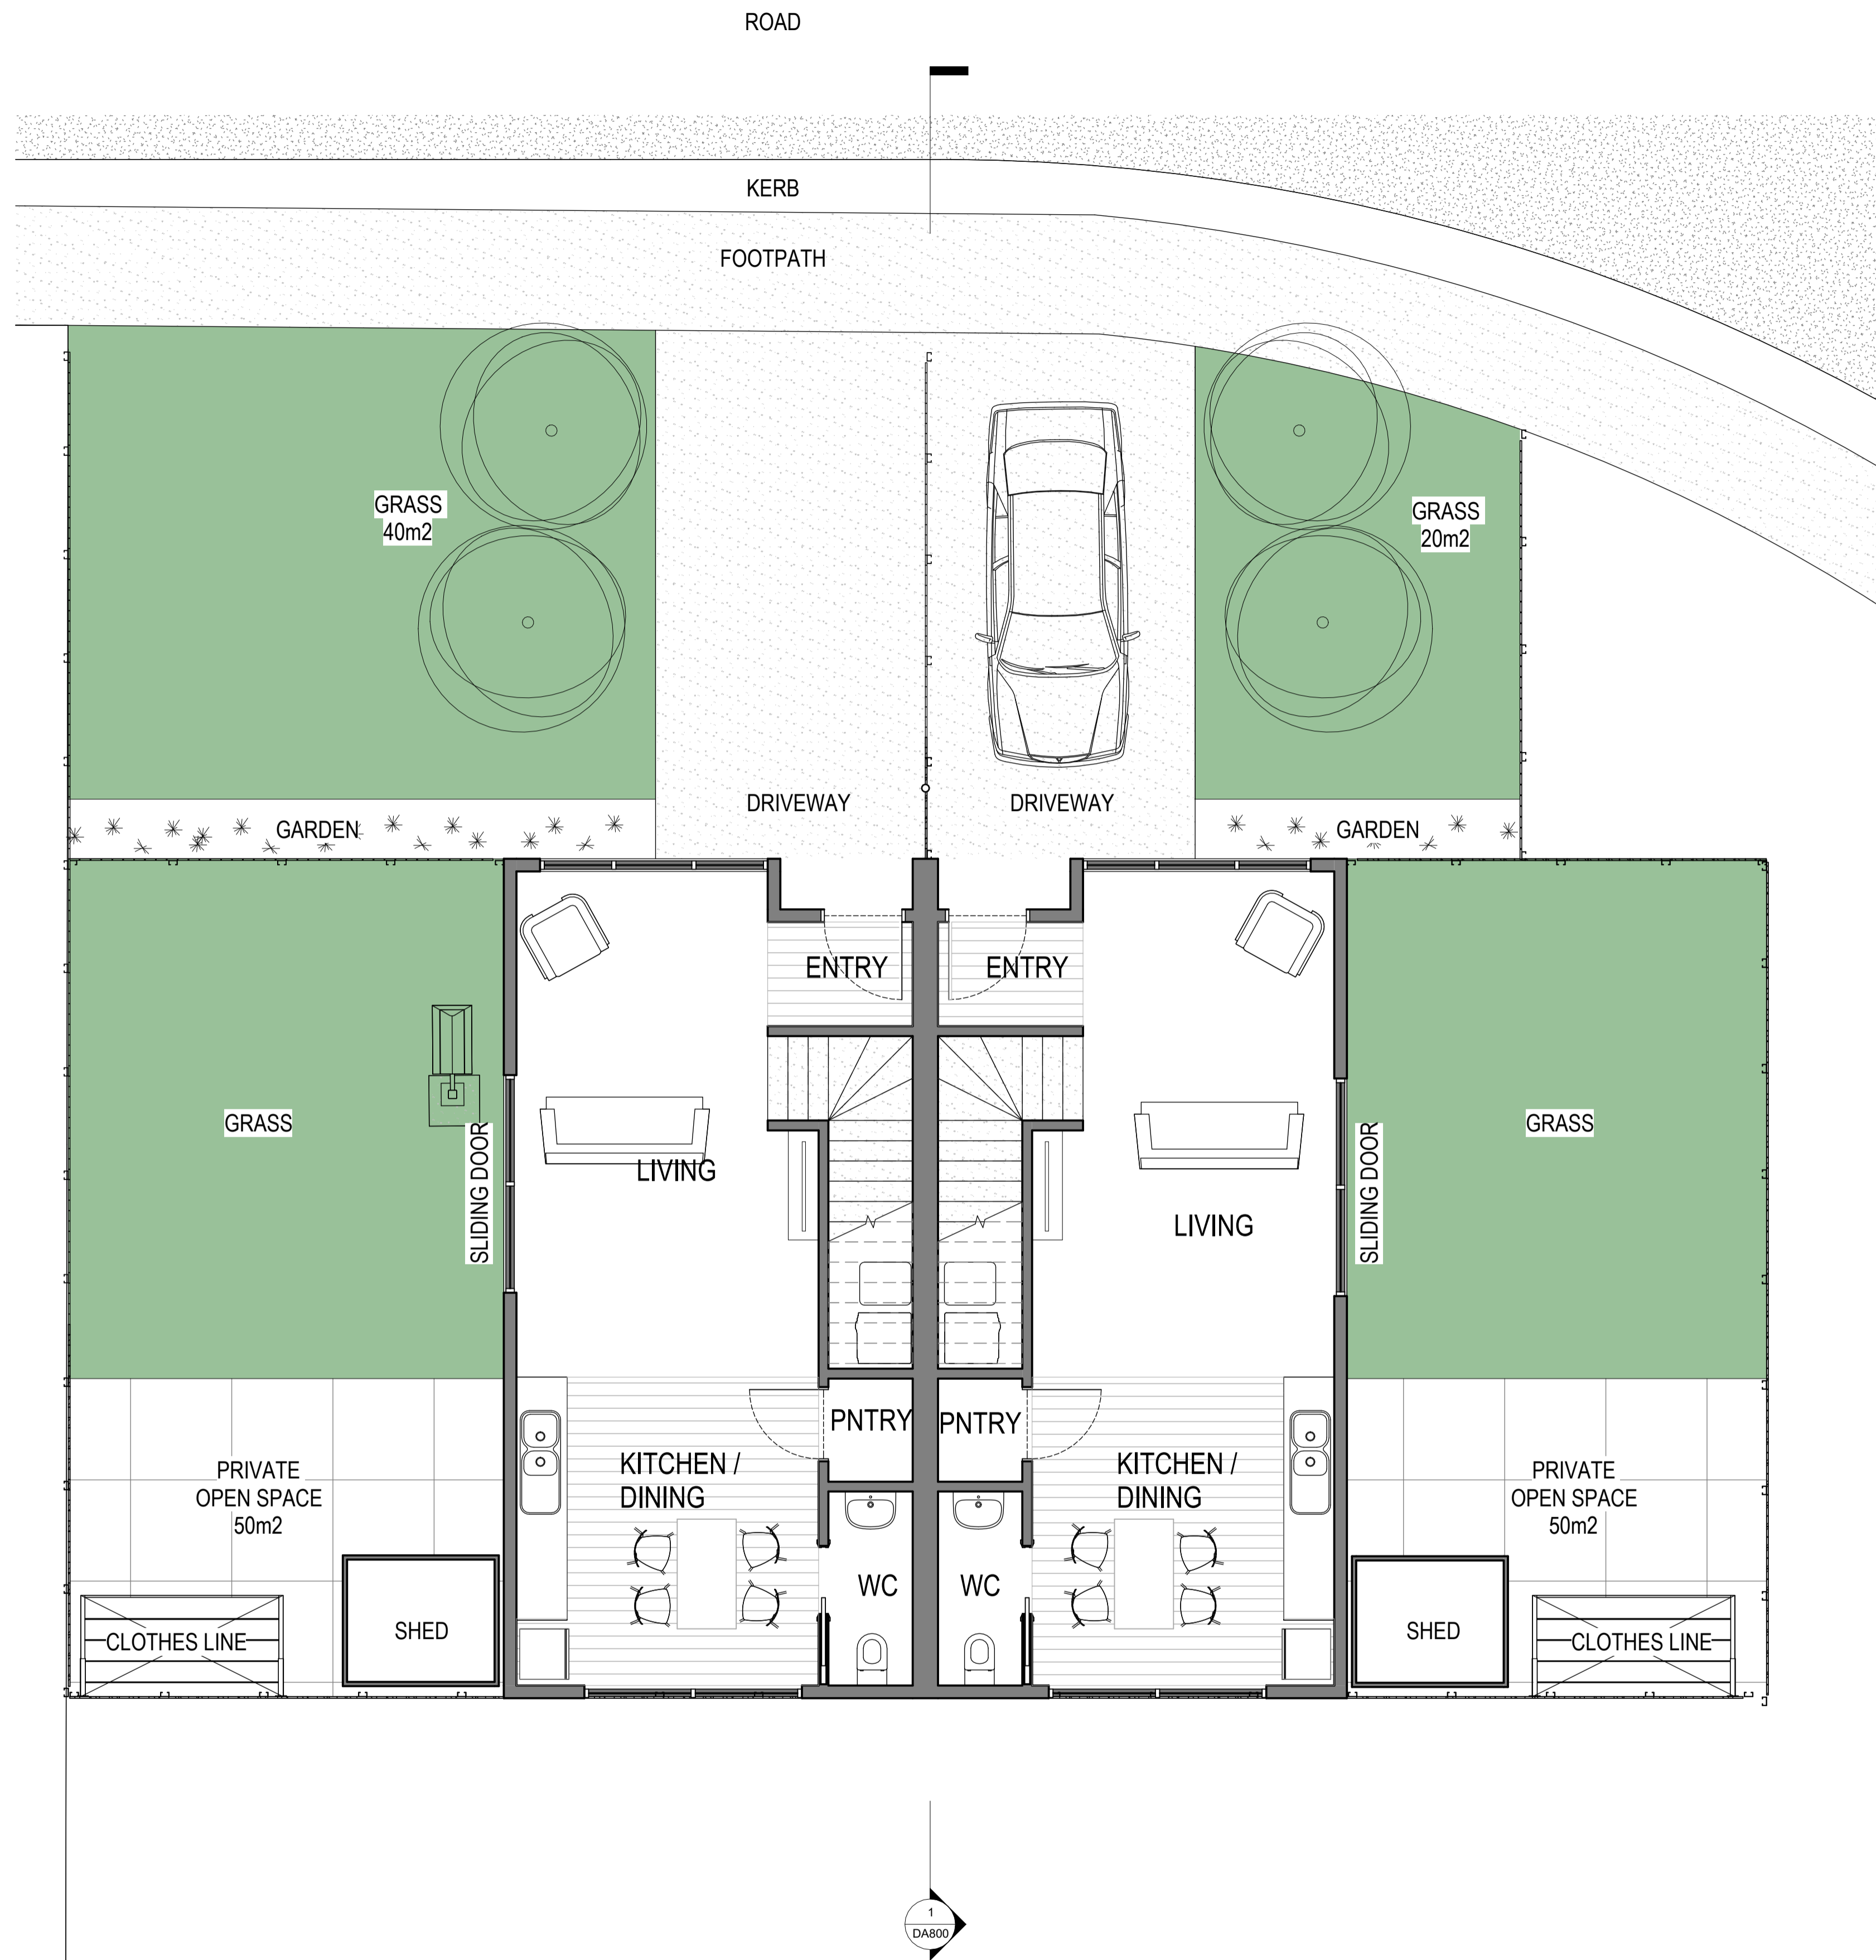 ROAD
KERB
FOOTPATH
GRASS
40m2
GRASS
20m2
DRIVEWAY
DRIVEWAY
GARDEN
GARDEN
ENTRY
ENTRY
GRASS
SLIDING DOOR
LIVING
LIVING
SLIDING DOOR
GRASS
PNTRY
PNTRY
KITCHEN /
DINING
KITCHEN /
DINING
PRIVATE
OPEN SPACE
50m2
PRIVATE
OPEN SPACE
50m2
WC
WC
CLOTHES LINE
SHED
SHED
CLOTHES LINE
1
DA800